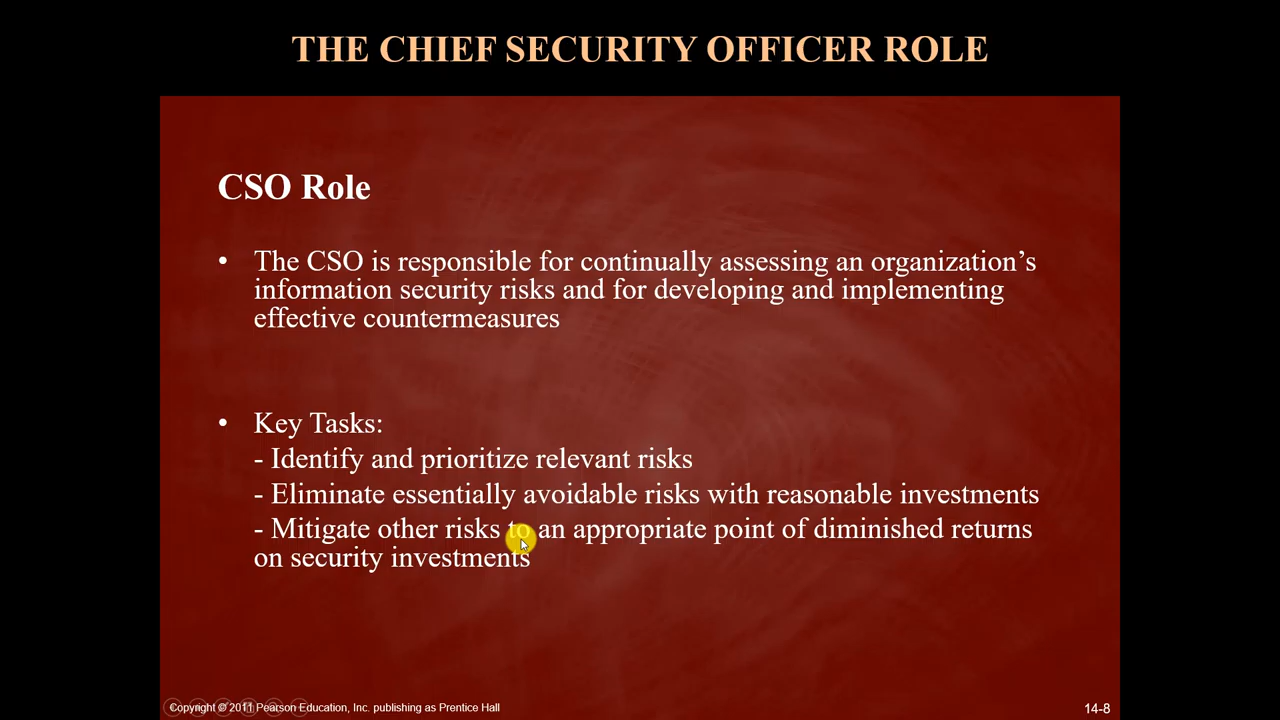 THE CHIEF SECURITY OFFICER ROLE
CSO Role
• The CSO is responsible for continually assessing an organization’s
information security risks and for developing and implementing
effective countermeasures
• Key Tasks:
- Identify and prioritize relevant risks
- Eliminate essentially avoidable risks with reasonable investments
- Mitigate other risks to an appropriate point of diminished returns
on security investments
Copyright © 2011 Pearson Education, Inc. publishing as Prentice Hall
14-8